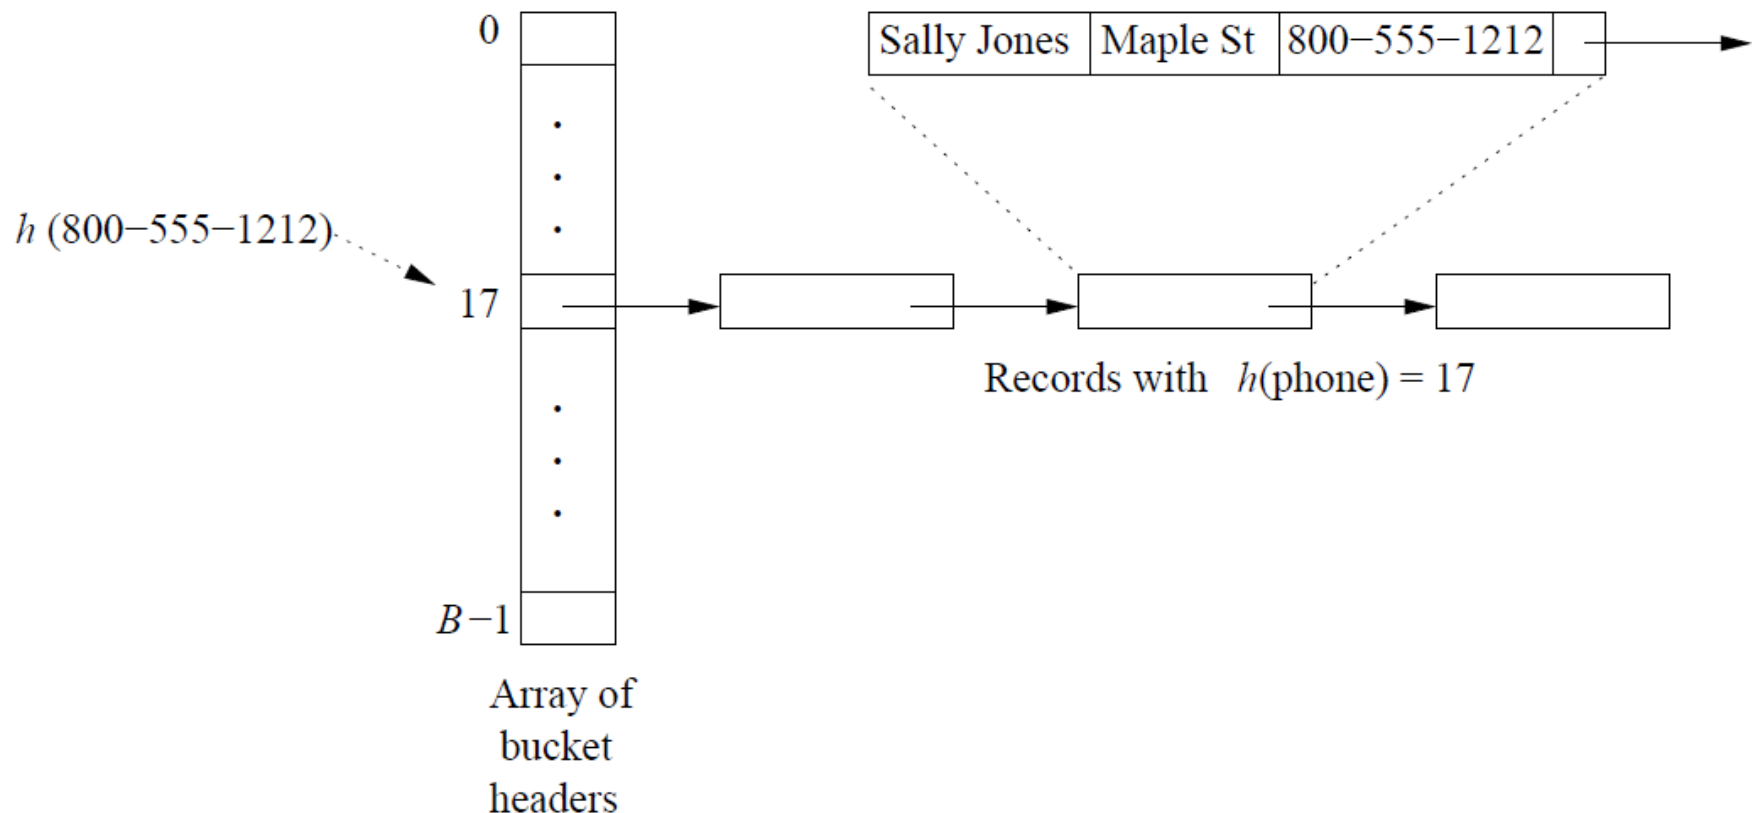 0
Sally Jones Maple St 800−555−1212
h (800−555−1212)
17
Records with h(phone) = 17
B−1
Array of
bucket
headers